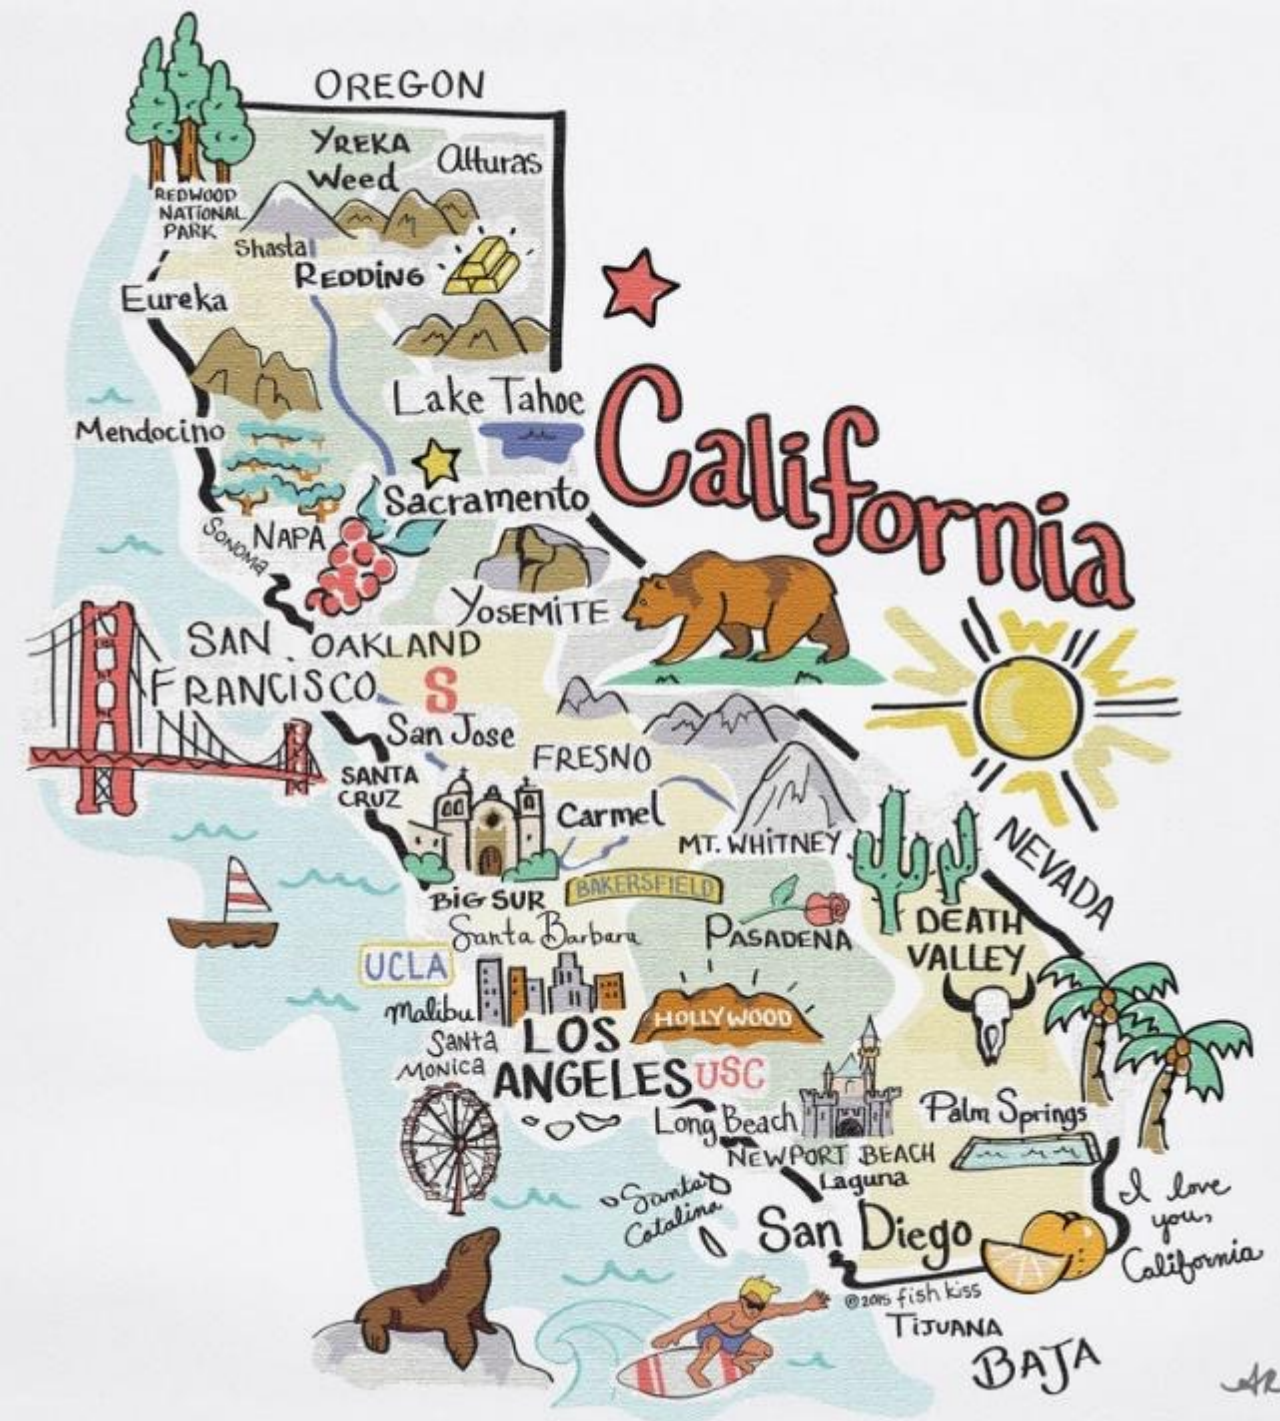 OREGON
YREKA
Weed
Alturas
REDWOOD
NATIONAL
PARK
Shasta
REDDING
Eureka
Lake Tahoe
California
Mendocino
Sacramento
SONOMA
NAPA
YOSEMITE
SAN
FRANCISCO
OAKLAND
S
San Jose
FRESNO
SANTA
CRUZ
Carmel
MT. WHITNEY
NEVADA
BIG SUR
BAKERSFIELD
Santa Barbara
PASADENA
DEATH
VALLEY
UCLA
Malibu
HOLLYWOOD
SANTA
MONICA
LOS
ANGELES
USC
Long Beach
Palm Springs
NEWPORT BEACH
Laguna
Santa
Catalina
San Diego
I love
you,
California
©2015 fish kiss
TIJUANA
BAJA